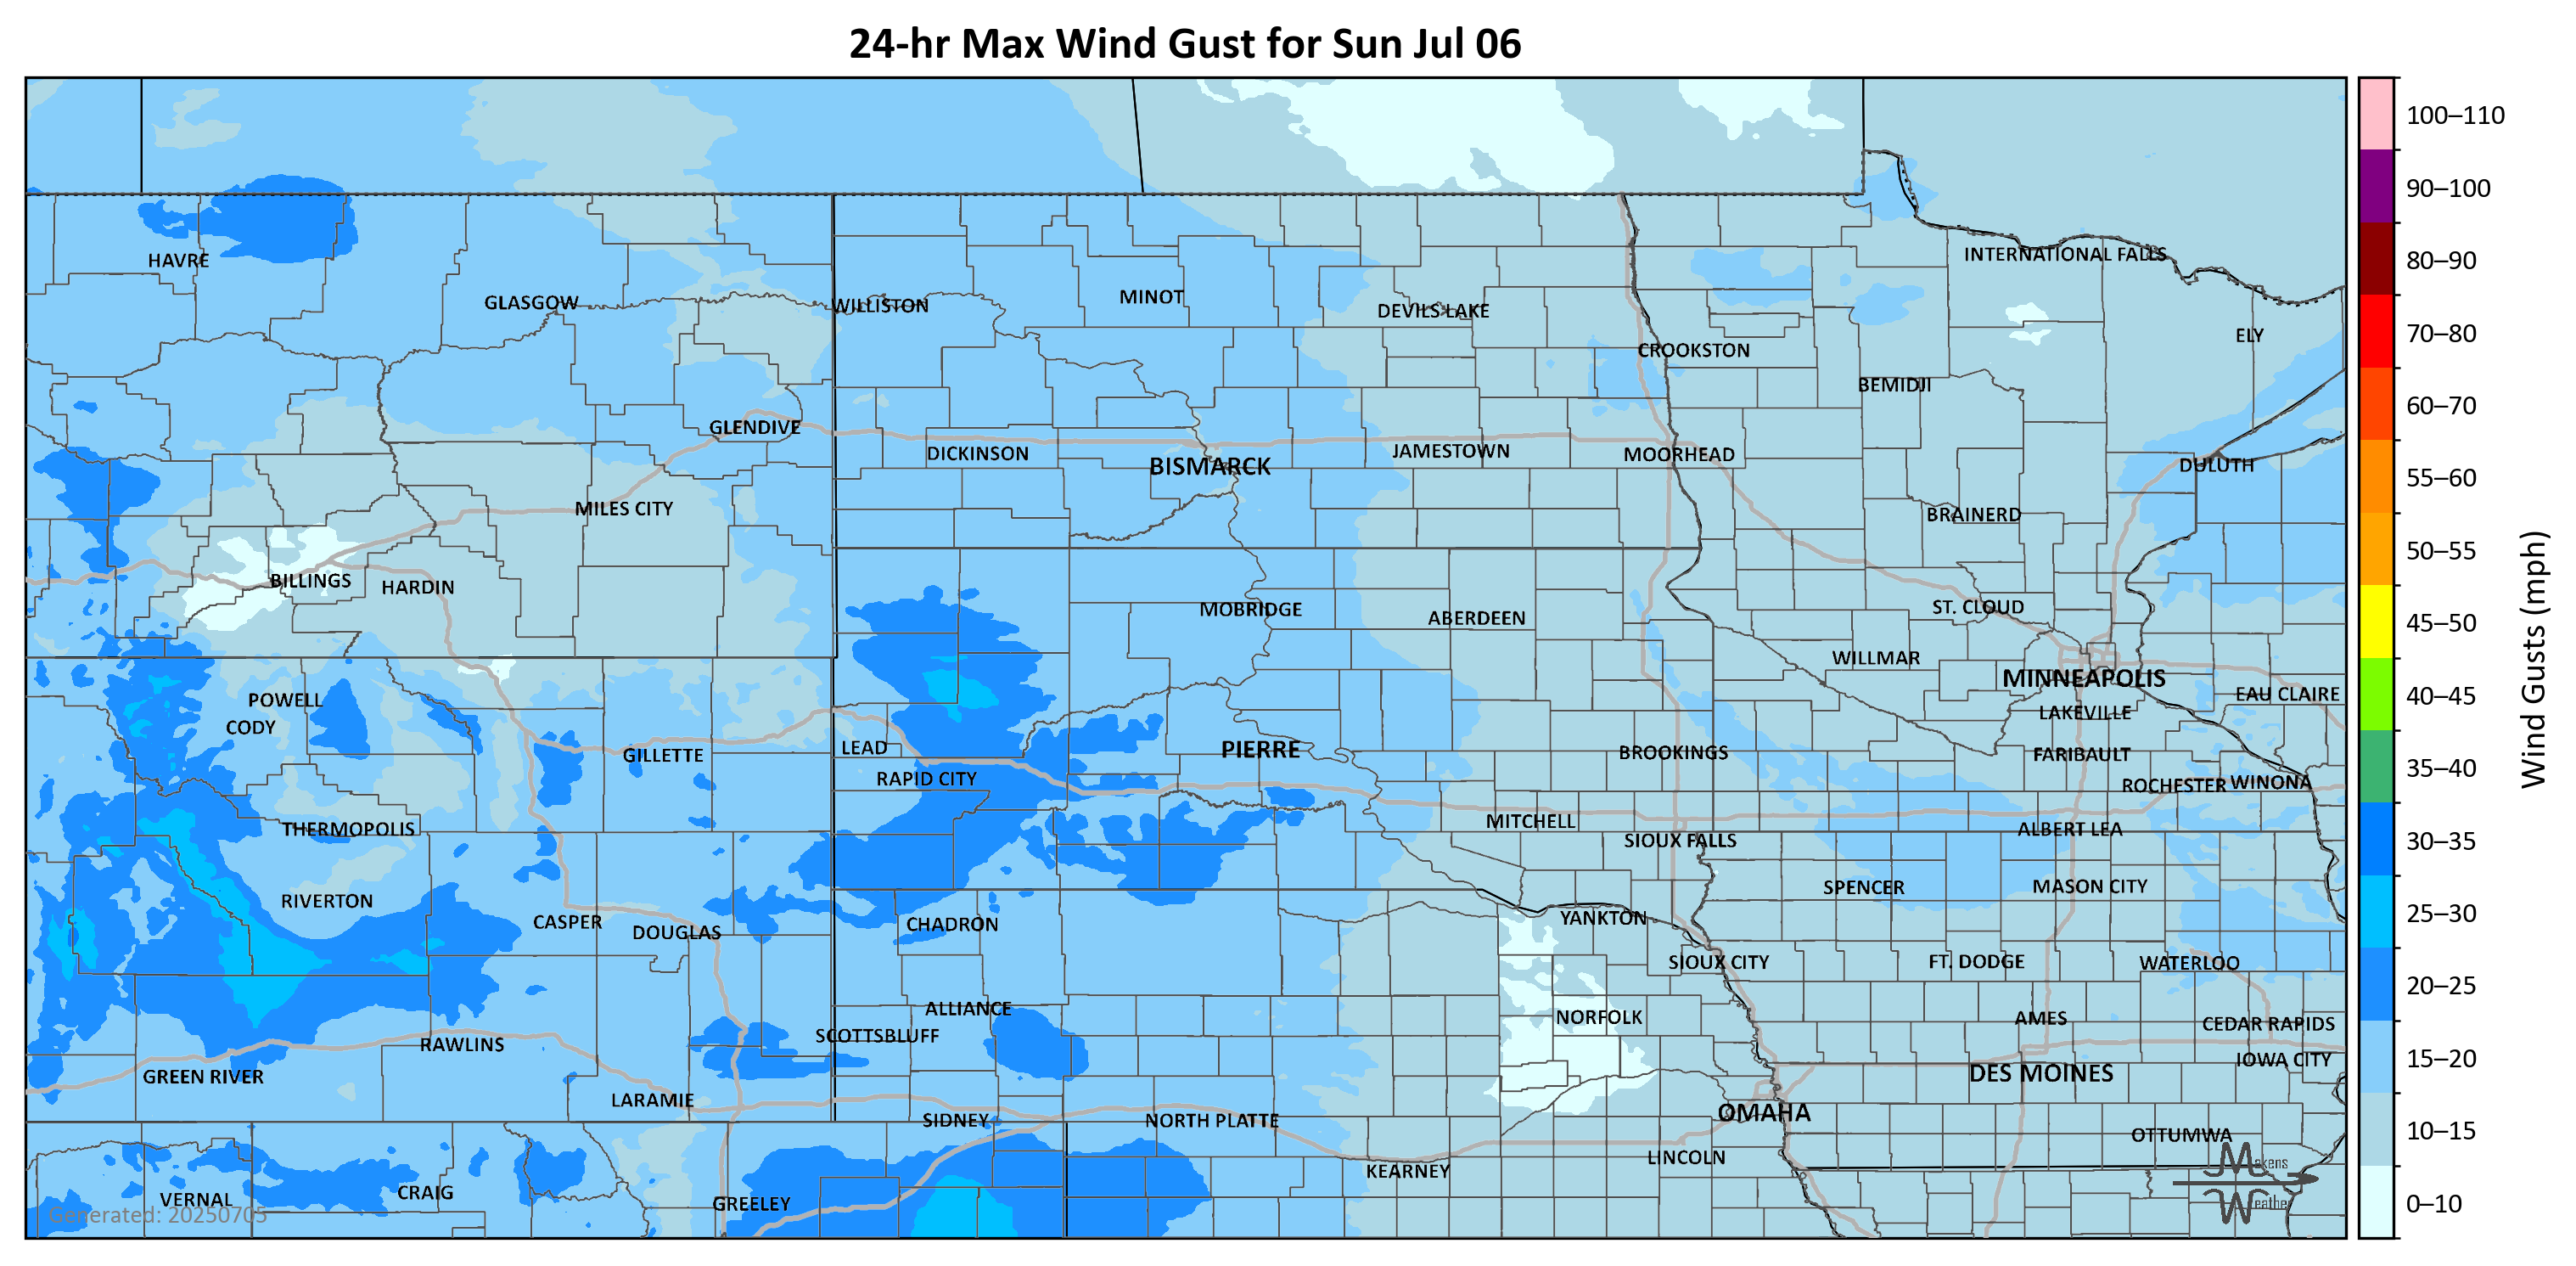 24-hr Max Wind Gust for Sun Jul 06
100–110
90–100
80–90
70–80
60–70
55–60
50–55
45–50
40–45
35–40
30–35
25–30
20–25
15–20
10–15
0–10
Wind Gusts (mph)
HAVRE
GLASGOW
WILLISTON
MINOT
DEVILS LAKE
INTERNATIONAL FALLS
ELY
CROOKSTON
BEMIDJI
GLENDIVE
DICKINSON
BISMARCK
JAMESTOWN
MOORHEAD
DULUTH
MILES CITY
BRAINERD
BILLINGS
HARDIN
MOBRIDGE
ABERDEEN
ST. CLOUD
WILLMAR
MINNEAPOLIS
EAU CLAIRE
POWELL
CODY
LAKEVILLE
GILLETTE
LEAD
PIERRE
BROOKINGS
FARIBAULT
RAPID CITY
ROCHESTER
WINONA
THERMOPOLIS
MITCHELL
SIOUX FALLS
ALBERT LEA
RIVERTON
SPENCER
MASON CITY
CASPER
DOUGLAS
CHADRON
YANKTON
SIOUX CITY
FT. DODGE
WATERLOO
ALLIANCE
NORFOLK
AMES
CEDAR RAPIDS
RAWLINS
SCOTTSBLUFF
IOWA CITY
GREEN RIVER
DES MOINES
LARAMIE
SIDNEY
NORTH PLATTE
OMAHA
OTTUMWA
KEARNEY
LINCOLN
VERNAL
CRAIG
GREELEY
Generated: 20250705
Makens
Weather